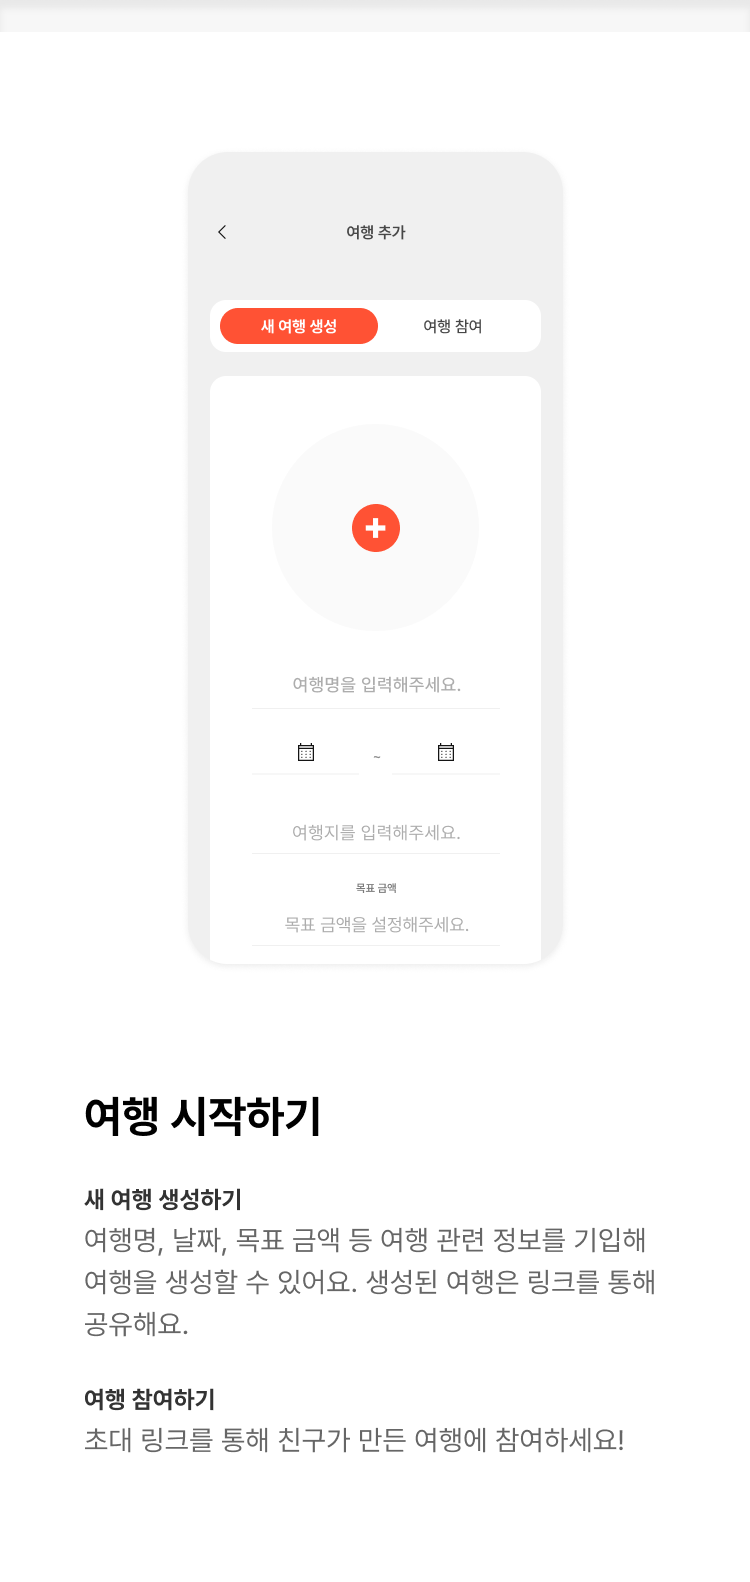 여행 추가
새 여행 생성
여행 참여
여행명을 입력해주세요.
~
여행지를 입력해주세요.
목표 금액
목표 금액을 설정해주세요.
여행 시작하기
새 여행 생성하기
여행명, 날짜, 목표 금액 등 여행 관련 정보를 기입해
여행을 생성할 수 있어요. 생성된 여행은 링크를 통해
공유해요.
여행 참여하기
초대 링크를 통해 친구가 만든 여행에 참여하세요!